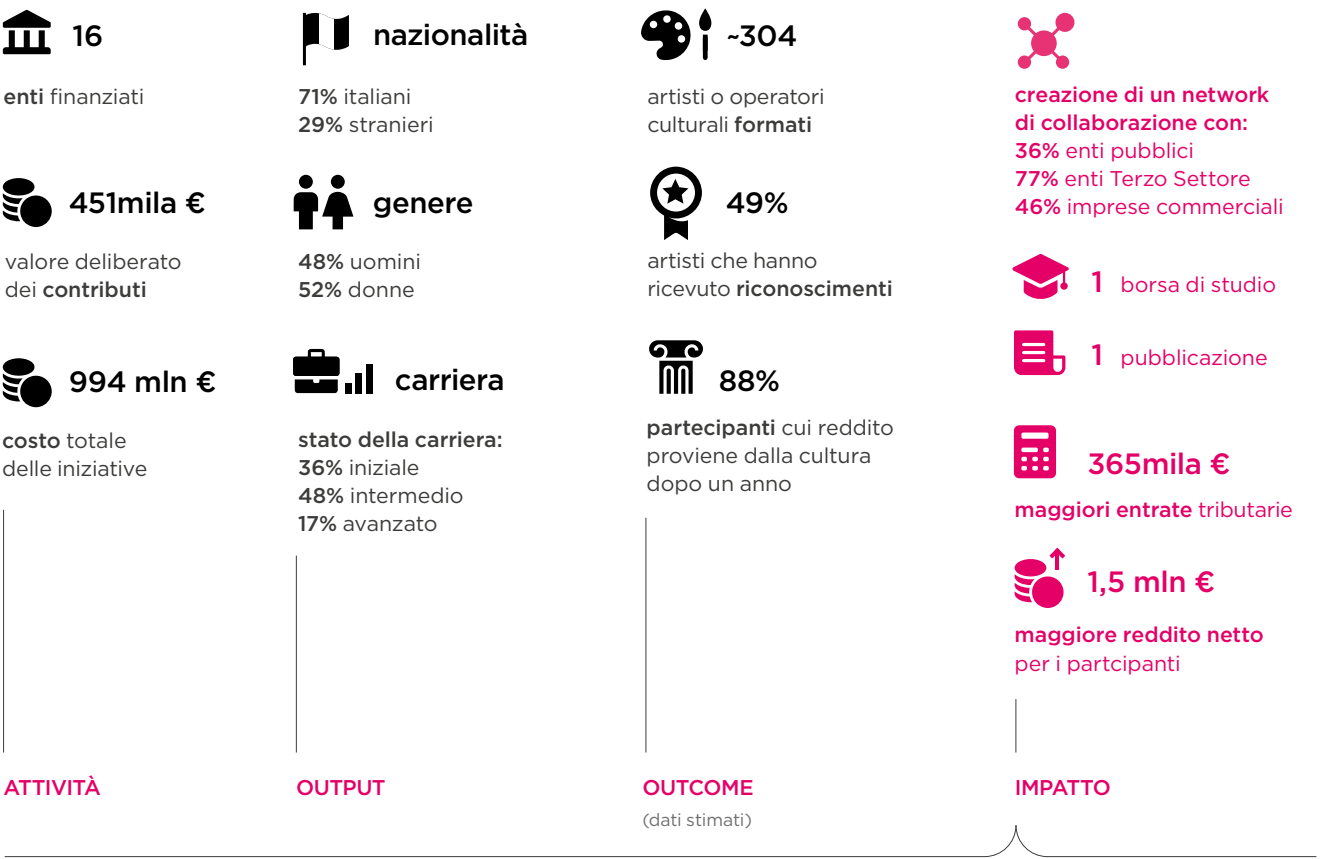 16
enti finanziati
451mila €
valore deliberato
dei contributi
994 mln €
costo totale
delle iniziative
ATTIVITÀ
nazionalità
71% italiani
29% stranieri
genere
48% uomini
52% donne
carriera
stato della carriera:
36% iniziale
48% intermedio
17% avanzato
OUTPUT
~304
artisti o operatori
culturali formati
49%
artisti che hanno
ricevuto riconoscimenti
88%
partecipanti cui reddito
proviene dalla cultura
dopo un anno
OUTCOME
(dati stimati)
creazione di un network
di collaborazione con:
36% enti pubblici
77% enti Terzo Settore
46% imprese commerciali
1 borsa di studio
1 pubblicazione
365mila €
maggiori entrate tributarie
1,5 mln €
maggiore reddito netto
per i partcipanti
IMPATTO